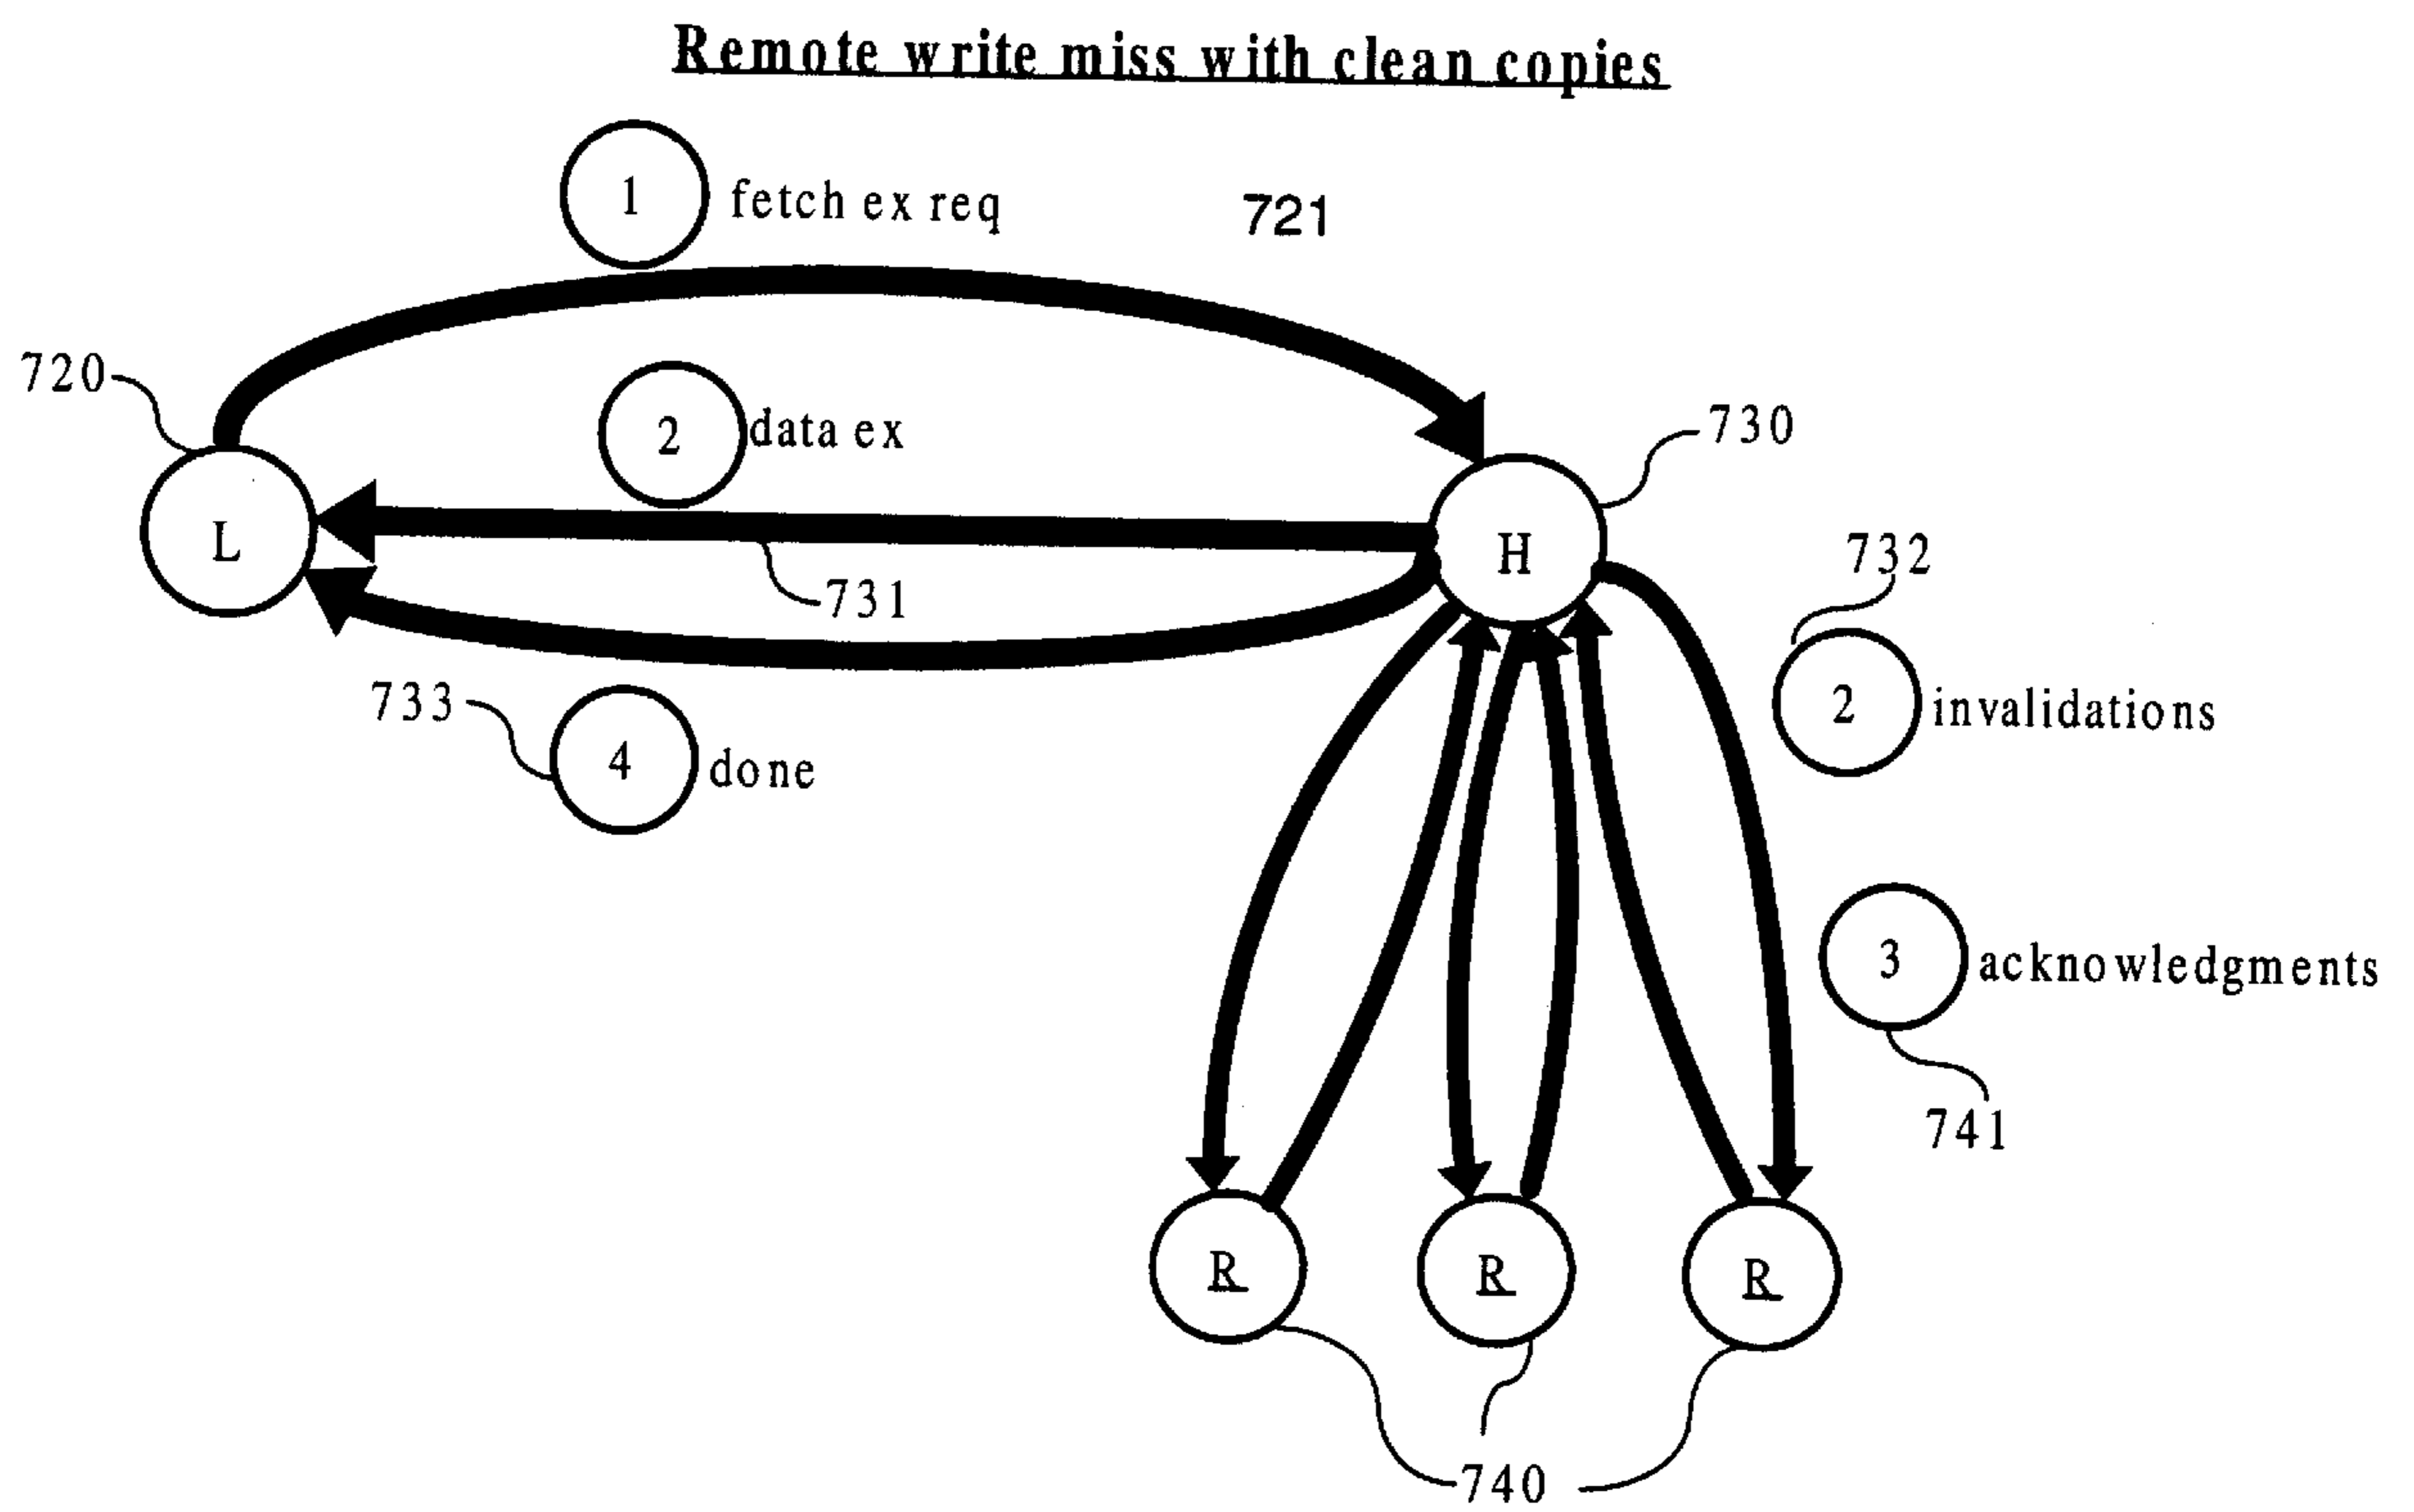 Remote write miss with clean copies
1 fetch ex req 721
720
2 data ex
730
L
H
731
732
733
2 invalidations
4 done
3 acknowledgments
741
R R R
740